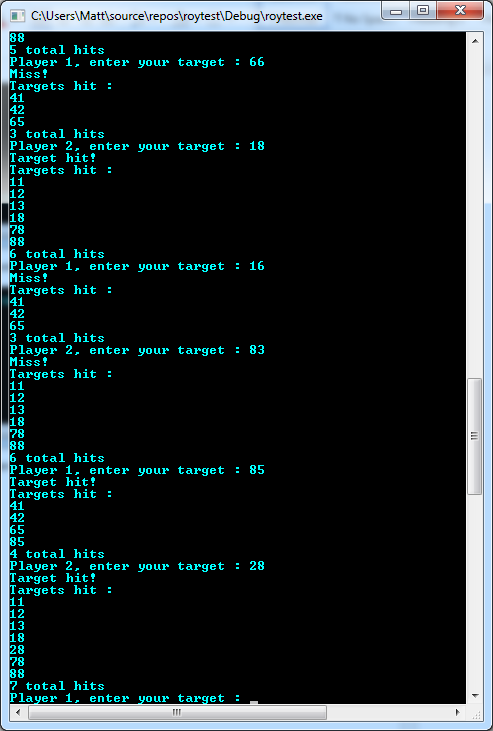 C:\Users\Matt\source\repos\roytest\Debug\roytest.exe
88
5 total hits
Player 1, enter your target : 66
Miss!
Targets hit :
41
42
65
3 total hits
Player 2, enter your target : 18
Target hit!
Targets hit :
11
12
13
18
78
88
6 total hits
Player 1, enter your target : 16
Miss!
Targets hit :
41
42
65
3 total hits
Player 2, enter your target : 83
Miss!
Targets hit :
11
12
13
18
78
88
6 total hits
Player 1, enter your target : 85
Target hit!
Targets hit :
41
42
65
85
4 total hits
Player 2, enter your target : 28
Target hit!
Targets hit :
11
12
13
18
28
78
88
7 total hits
Player 1, enter your target : _